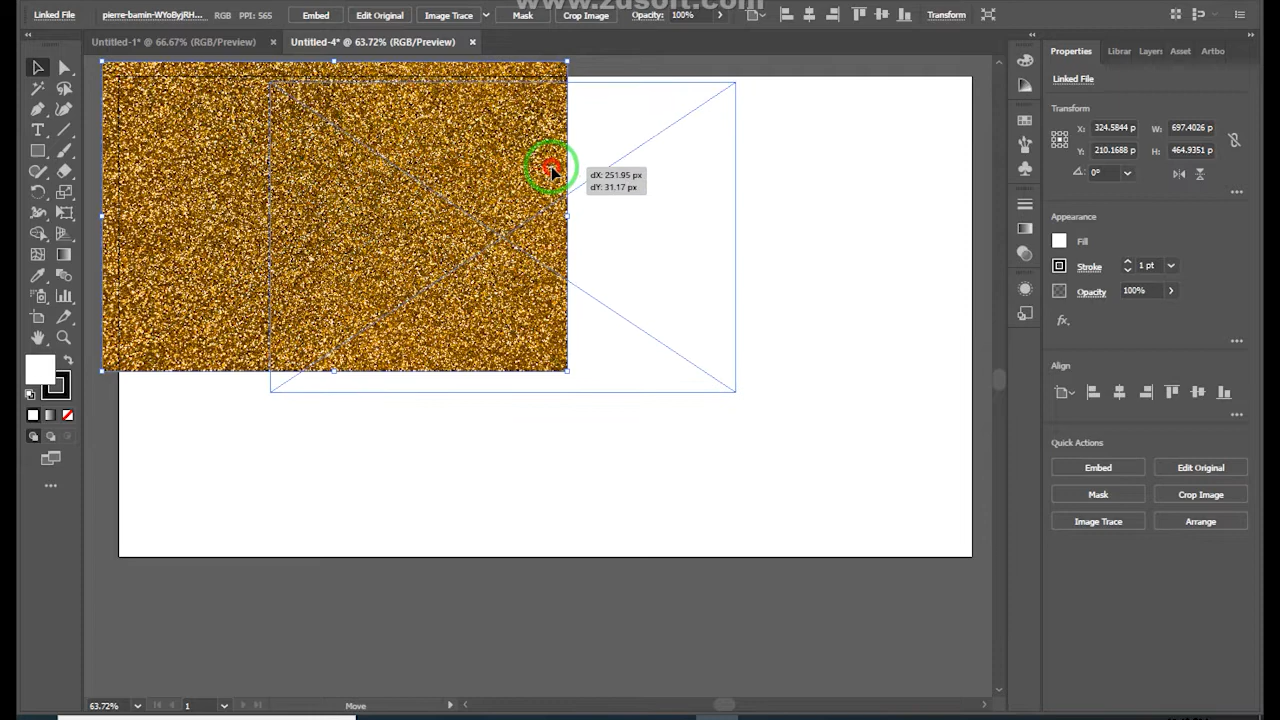 www.zdsoft.com
Linked File pierre-bamin-WYoByjRH... RGB PPI: 565 Embed Edit Original Image Trace Mask Crop Image Opacity: 100% Transform
Untitled-1* @ 66.67% (RGB/Preview) × Untitled-4* @ 63.72% (RGB/Preview) ×
Properties Librar Layers Asset Artbo
Linked File
Transform
X: 324.5844 p W: 697.4026 p
Y: 210.1688 p H: 464.9351 p
0°
dX: 251.95 px
dY: 31.17 px
Appearance
Fill
Stroke 1 pt
Opacity 100%
fx.
Align
Quick Actions
Embed Edit Original
Mask Crop Image
Image Trace Arrange
63.72% 1 Move